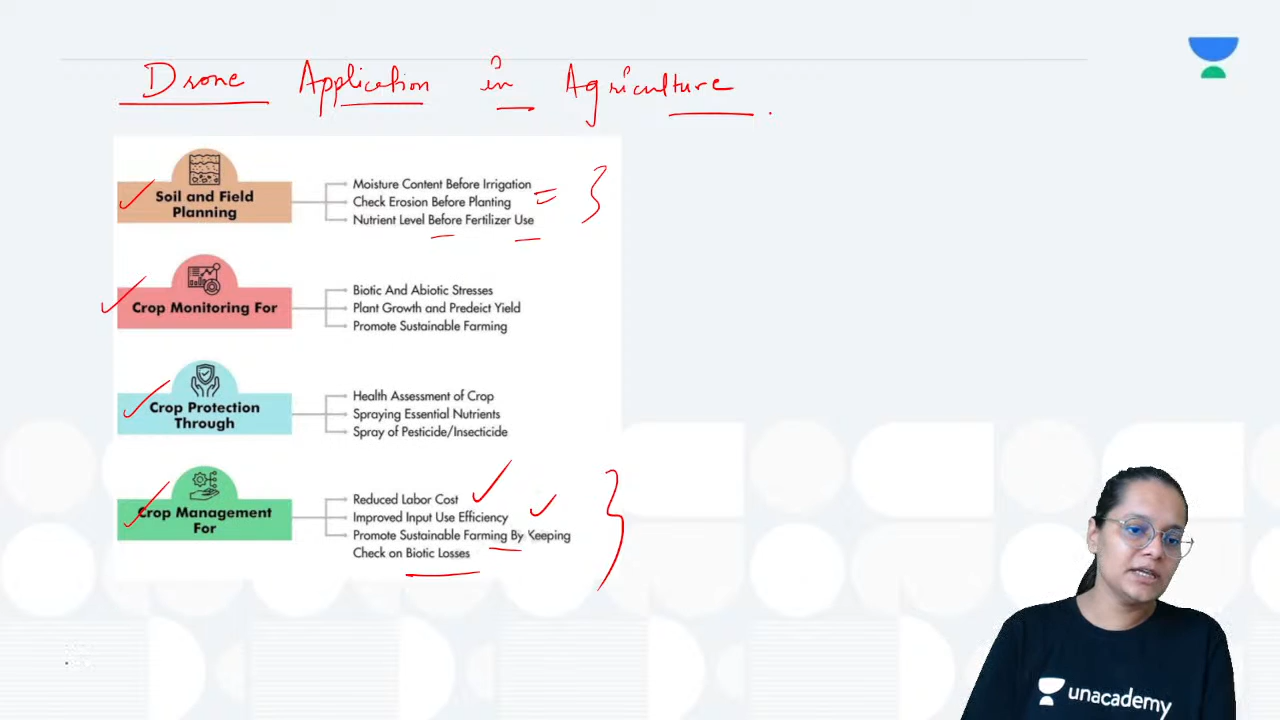 Drone Application in Agriculture.
Soil and Field
Planning
Moisture Content Before Irrigation
Check Erosion Before Planting
Nutrient Level Before Fertilizer Use
Crop Monitoring For
Biotic And Abiotic Stresses
Plant Growth and Predeict Yield
Promote Sustainable Farming
Crop Protection
Through
Health Assessment of Crop
Spraying Essential Nutrients
Spray of Pesticide/Insecticide
Crop Management
For
Reduced Labor Cost
Improved Input Use Efficiency
Promote Sustainable Farming By Keeping
Check on Biotic Losses
unacademy